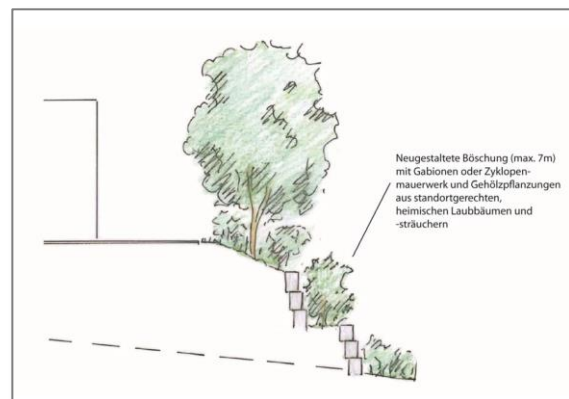 Neugestaltete Böschung (max. 7m)
mit Gabionen oder Zyklopen-
mauerwerk und Gehölzpflanzungen
aus standortgerechten,
heimischen Laubbäumen und
-sträuchern